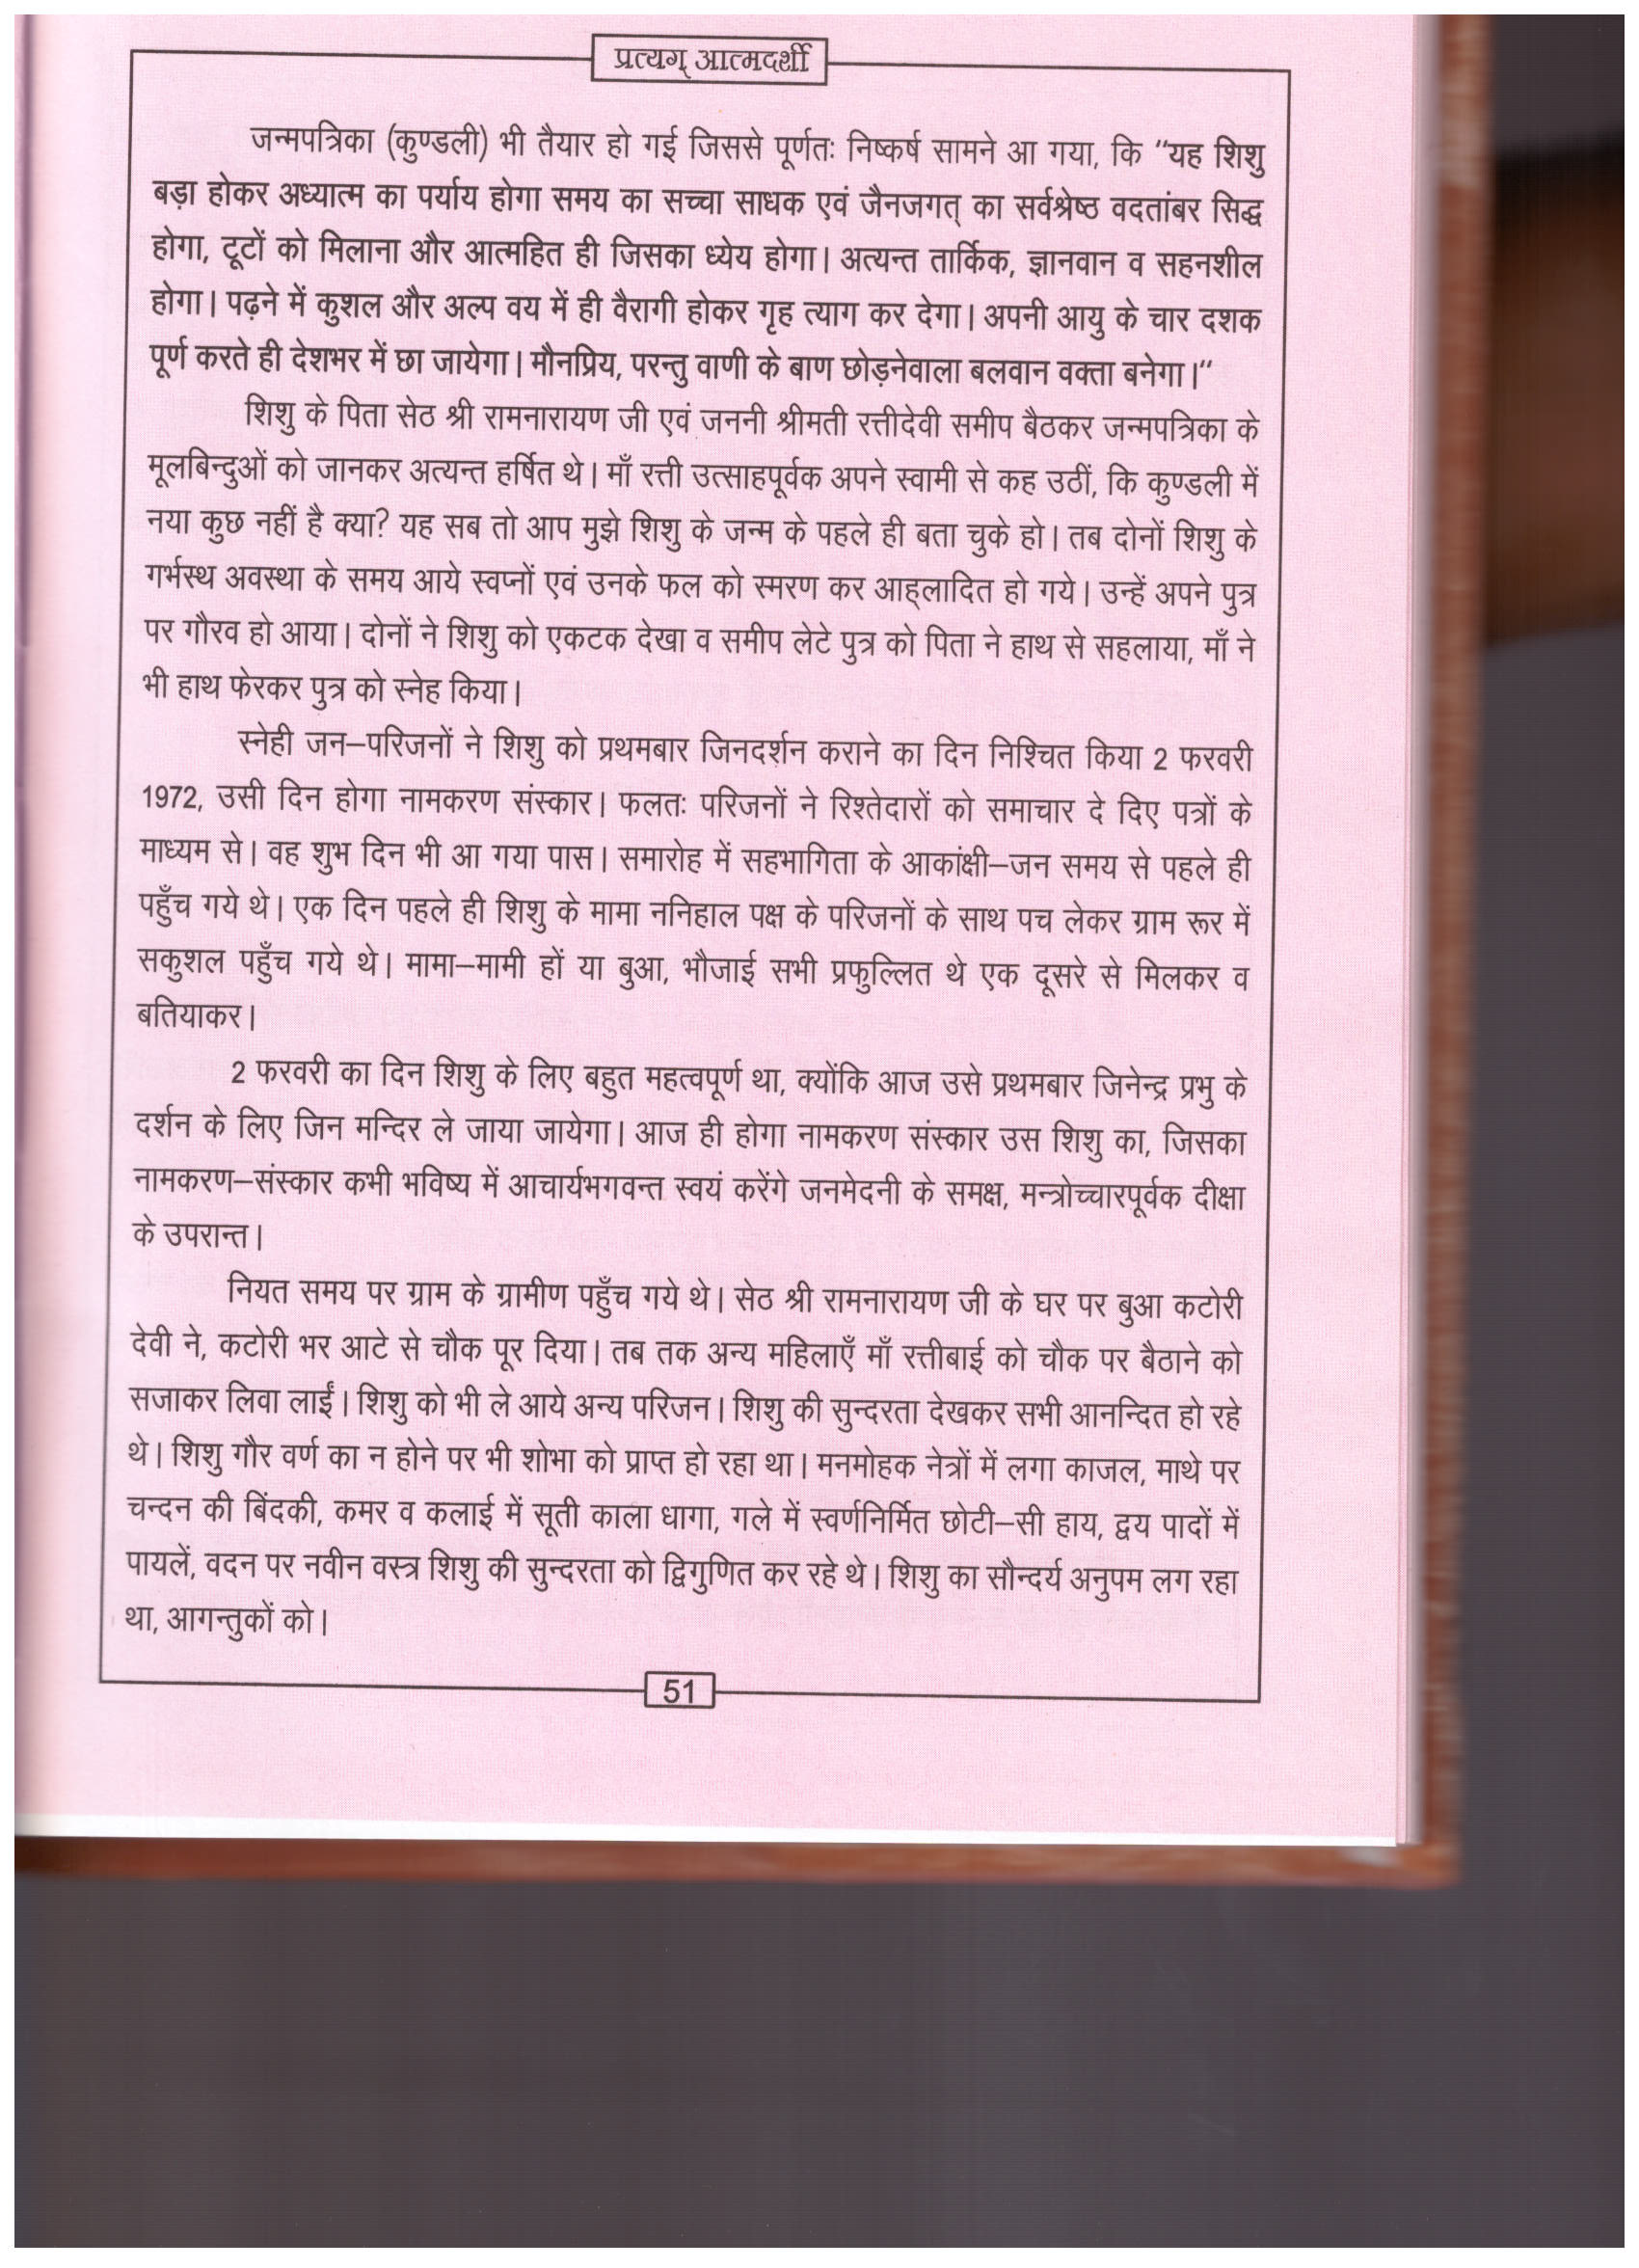 प्रत्यग् आत्मदर्शी
जन्मपत्रिका (कुण्डली) भी तैयार हो गई जिससे पूर्णतः निष्कर्ष सामने आ गया, कि “यह शिशु
बड़ा होकर अध्यात्म का पर्याय होगा समय का सच्चा साधक एवं जैनजगत् का सर्वश्रेष्ठ वदतांबर सिद्ध
होगा, टूटों को मिलाना और आत्महित ही जिसका ध्येय होगा। अत्यन्त तार्किक, ज्ञानवान व सहनशील
होगा। पढ़ने में कुशल और अल्प वय में ही वैरागी होकर गृह त्याग कर देगा। अपनी आयु के चार दशक
पूर्ण करते ही देशभर में छा जायेगा। मौनप्रिय, परन्तु वाणी के बाण छोड़नेवाला बलवान वक्ता बनेगा।“
शिशु के पिता सेठ श्री रामनारायण जी एवं जननी श्रीमती रत्तीदेवी समीप बैठकर जन्मपत्रिका के
मूलबिन्दुओं को जानकर अत्यन्त हर्षित थे। माँ रत्ती उत्साहपूर्वक अपने स्वामी से कह उठीं, कि कुण्डली में
नया कुछ नहीं है क्या? यह सब तो आप मुझे शिशु के जन्म के पहले ही बता चुके हो। तब दोनों शिशु के
गर्भस्थ अवस्था के समय आये स्वप्नों एवं उनके फल को स्मरण कर आह्लादित हो गये। उन्हें अपने पुत्र
पर गौरव हो आया। दोनों ने शिशु को एकटक देखा व समीप लेटे पुत्र को पिता ने हाथ से सहलाया, माँ ने
भी हाथ फेरकर पुत्र को स्नेह किया।
स्नेही जन–परिजनों ने शिशु को प्रथमबार जिनदर्शन कराने का दिन निश्चित किया 2 फरवरी
1972, उसी दिन होगा नामकरण संस्कार। फलतः परिजनों ने रिश्तेदारों को समाचार दे दिए पत्रों के
माध्यम से। वह शुभ दिन भी आ गया पास। समारोह में सहभागिता के आकांक्षी–जन समय से पहले ही
पहुँच गये थे। एक दिन पहले ही शिशु के मामा ननिहाल पक्ष के परिजनों के साथ पच लेकर ग्राम रूर में
सकुशल पहुँच गये थे। मामा–मामी हों या बुआ, भौजाई सभी प्रफुल्लित थे एक दूसरे से मिलकर व
बतियाकर।
2 फरवरी का दिन शिशु के लिए बहुत महत्वपूर्ण था, क्योंकि आज उसे प्रथमबार जिनेन्द्र प्रभु के
दर्शन के लिए जिन मन्दिर ले जाया जायेगा। आज ही होगा नामकरण संस्कार उस शिशु का, जिसका
नामकरण–संस्कार कभी भविष्य में आचार्यभगवन्त स्वयं करेंगे जनमेदनी के समक्ष, मन्त्रोच्चारपूर्वक दीक्षा
के उपरान्त।
नियत समय पर ग्राम के ग्रामीण पहुँच गये थे। सेठ श्री रामनारायण जी के घर पर बुआ कटोरी
देवी ने, कटोरी भर आटे से चौक पूर दिया। तब तक अन्य महिलाएँ माँ रत्तीबाई को चौक पर बैठाने को
सजाकर लिवा लाईं। शिशु को भी ले आये अन्य परिजन। शिशु की सुन्दरता देखकर सभी आनन्दित हो रहे
थे। शिशु गौर वर्ण का न होने पर भी शोभा को प्राप्त हो रहा था। मनमोहक नेत्रों में लगा काजल, माथे पर
चन्दन की बिंदकी, कमर व कलाई में सूती काला धागा, गले में स्वर्णनिर्मित छोटी–सी हाय, द्वय पादों में
पायलें, वदन पर नवीन वस्त्र शिशु की सुन्दरता को द्विगुणित कर रहे थे। शिशु का सौन्दर्य अनुपम लग रहा
था, आगन्तुकों को।
51